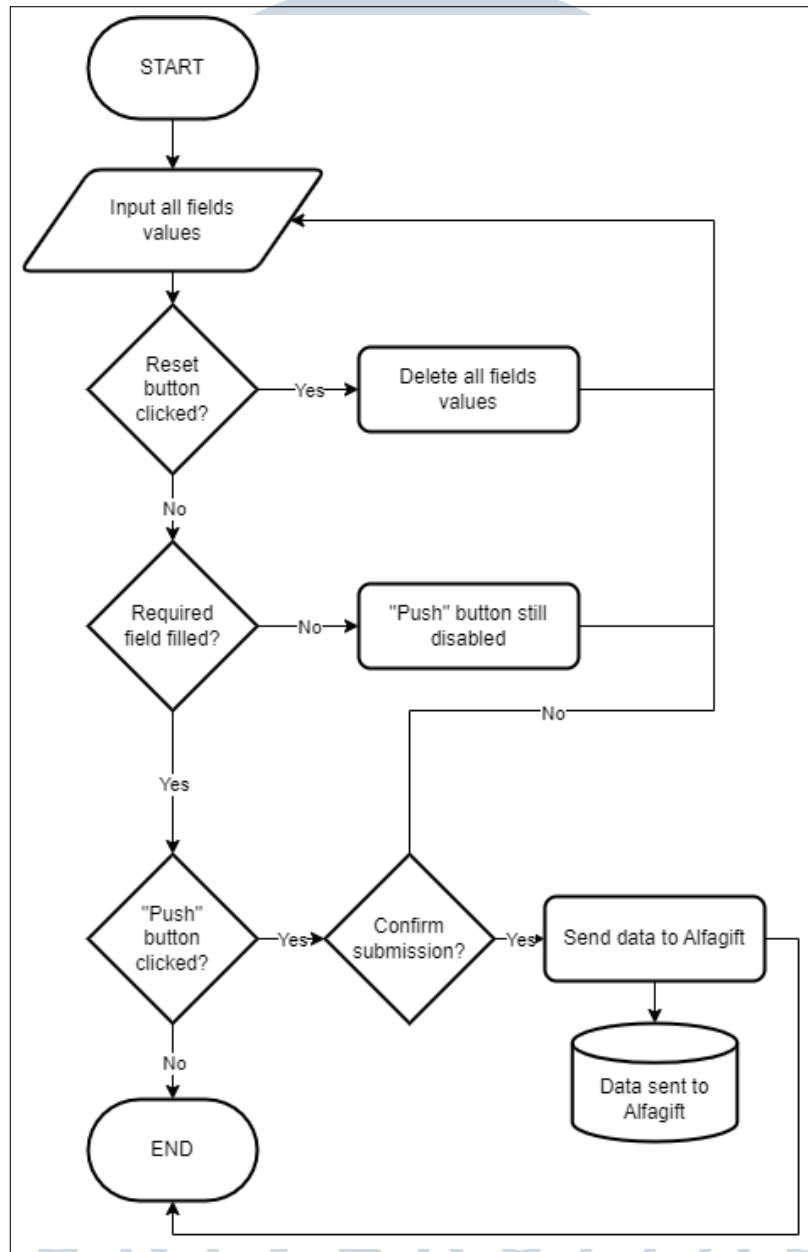 START
Input all fields
values
Reset
button
clicked?
Yes
Delete all fields
values
No
Required
field filled?
No
"Push" button still
disabled
No
Yes
"Push"
button
clicked?
Yes
Confirm
submission?
Yes
Send data to Alfagift
No
Data sent to
Alfagift
END